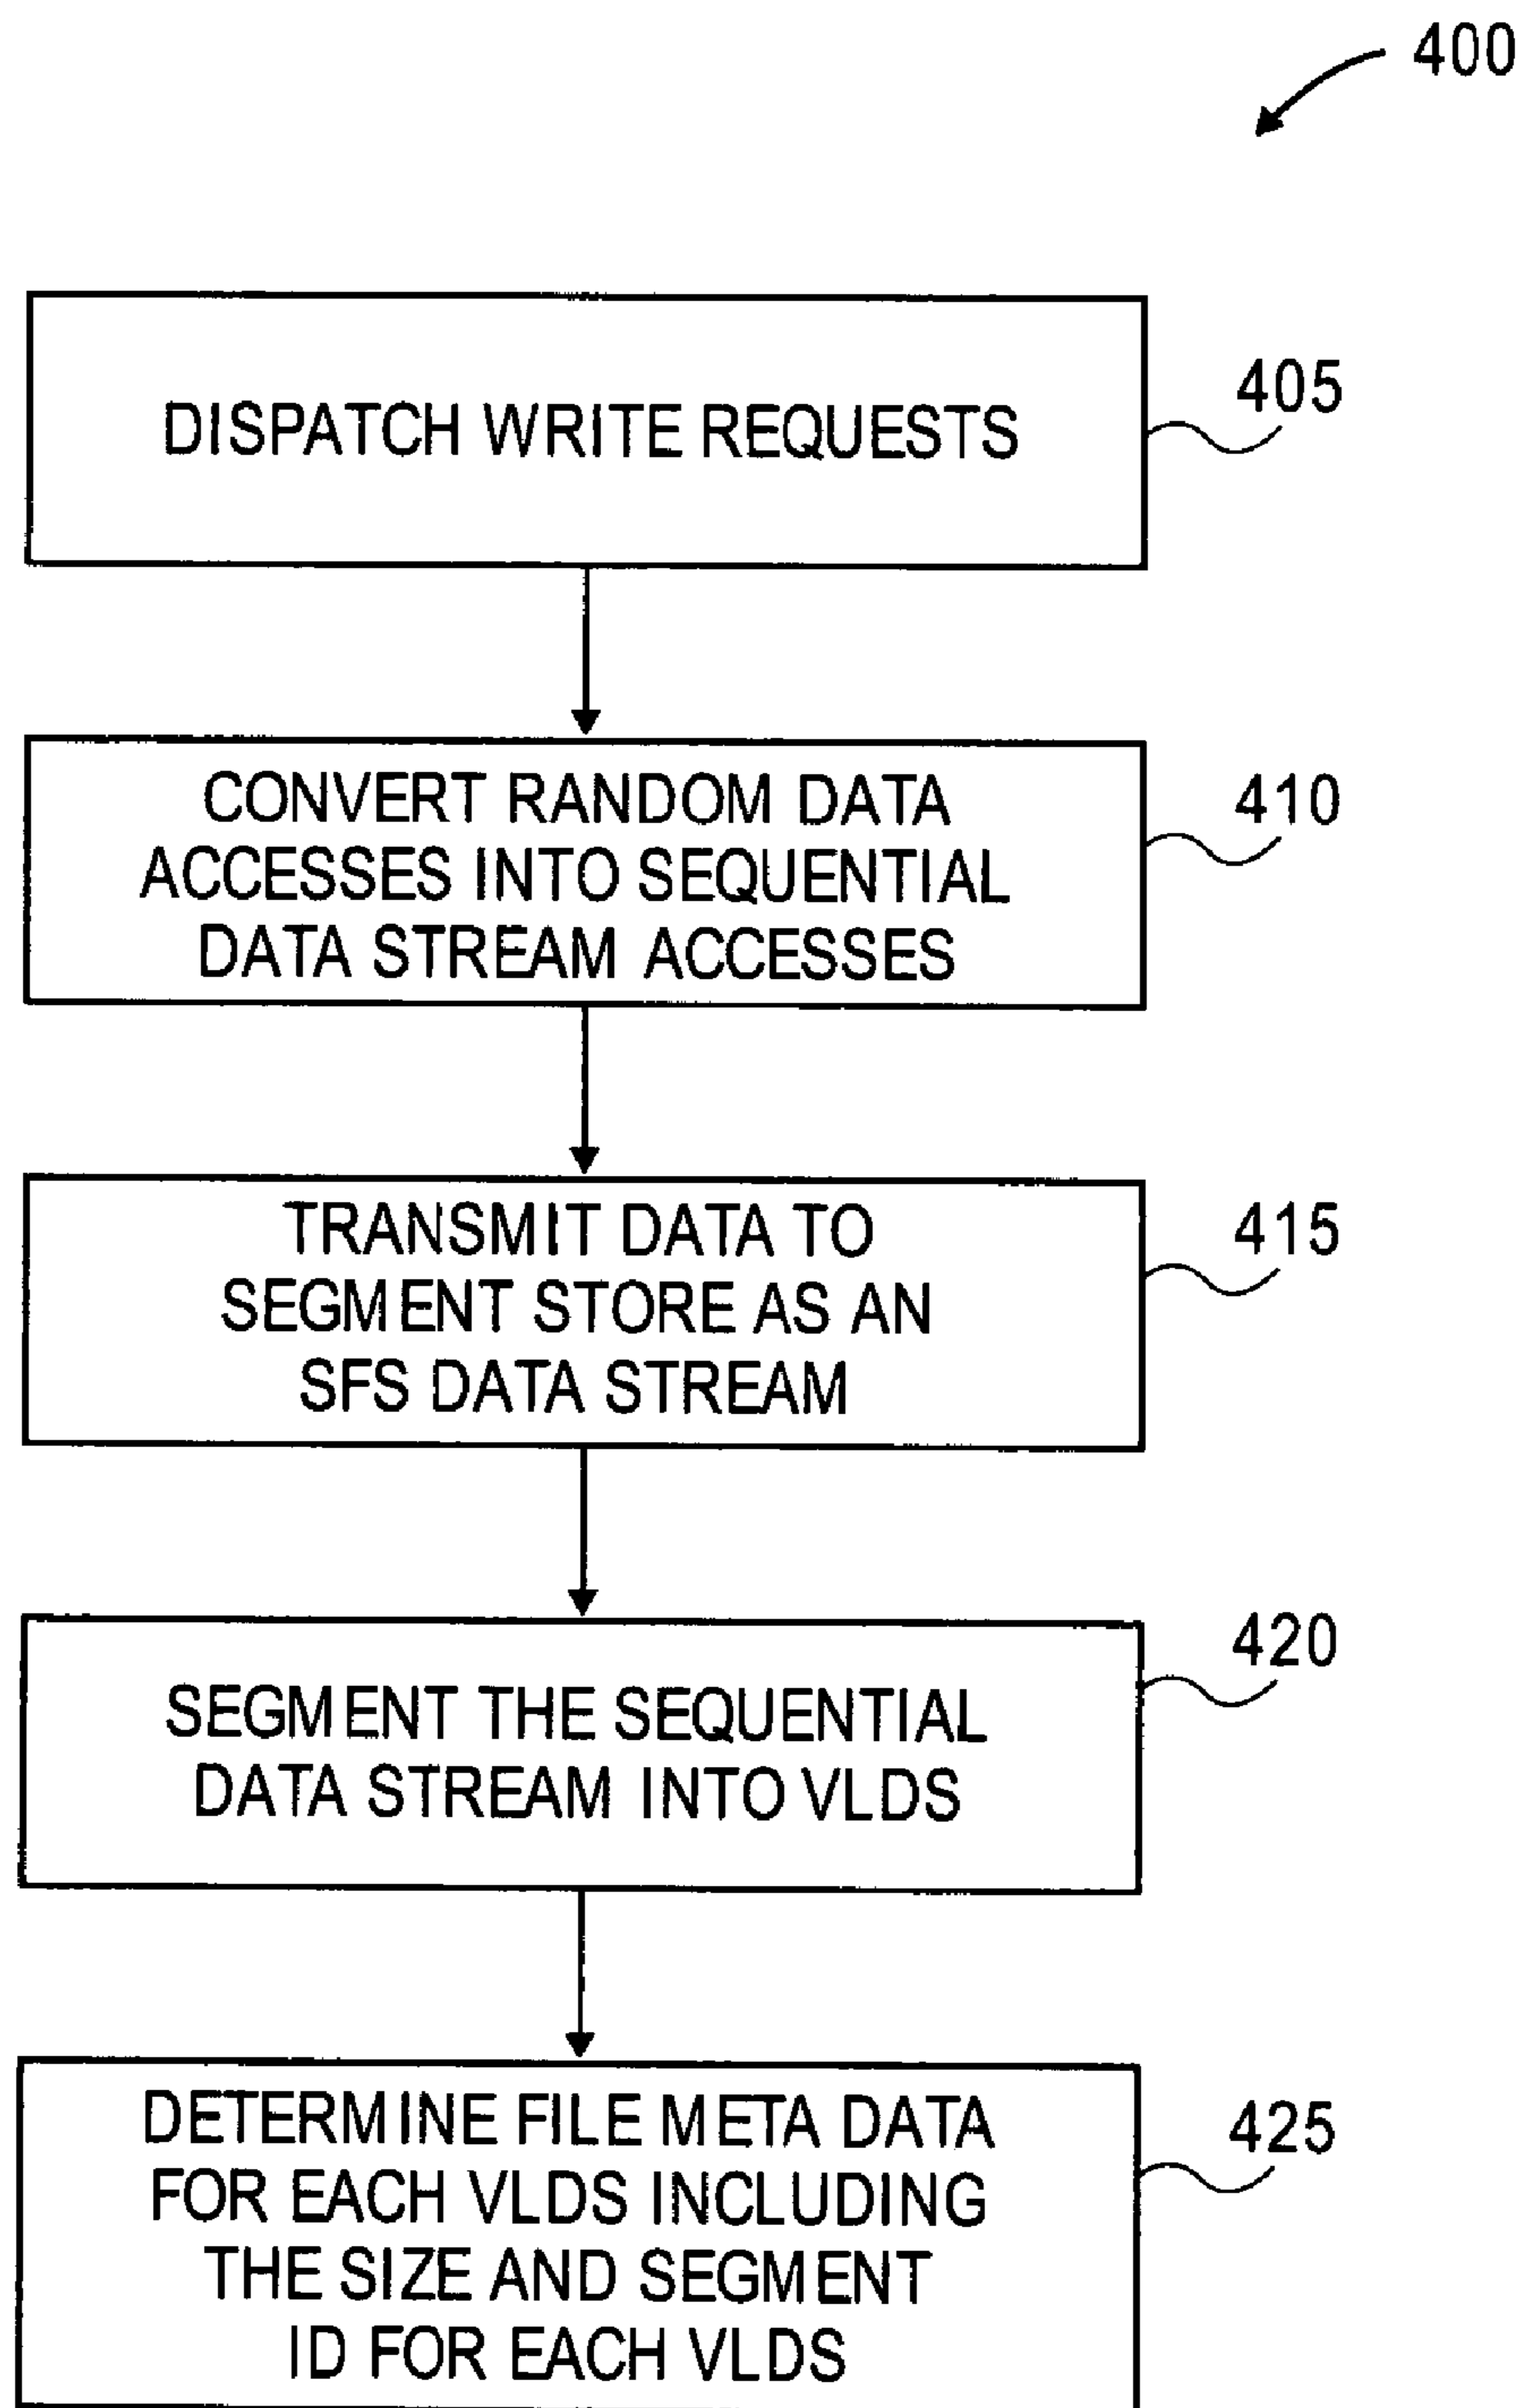 400
DISPATCH WRITE REQUESTS
405
CONVERT RANDOM DATA
ACCESSES INTO SEQUENTIAL
DATA STREAM ACCESSES
410
TRANSMIT DATA TO
SEGMENT STORE AS AN
SFS DATA STREAM
415
SEGMENT THE SEQUENTIAL
DATA STREAM INTO VLDS
420
DETERMINE FILE META DATA
FOR EACH VLDS INCLUDING
THE SIZE AND SEGMENT
ID FOR EACH VLDS
425